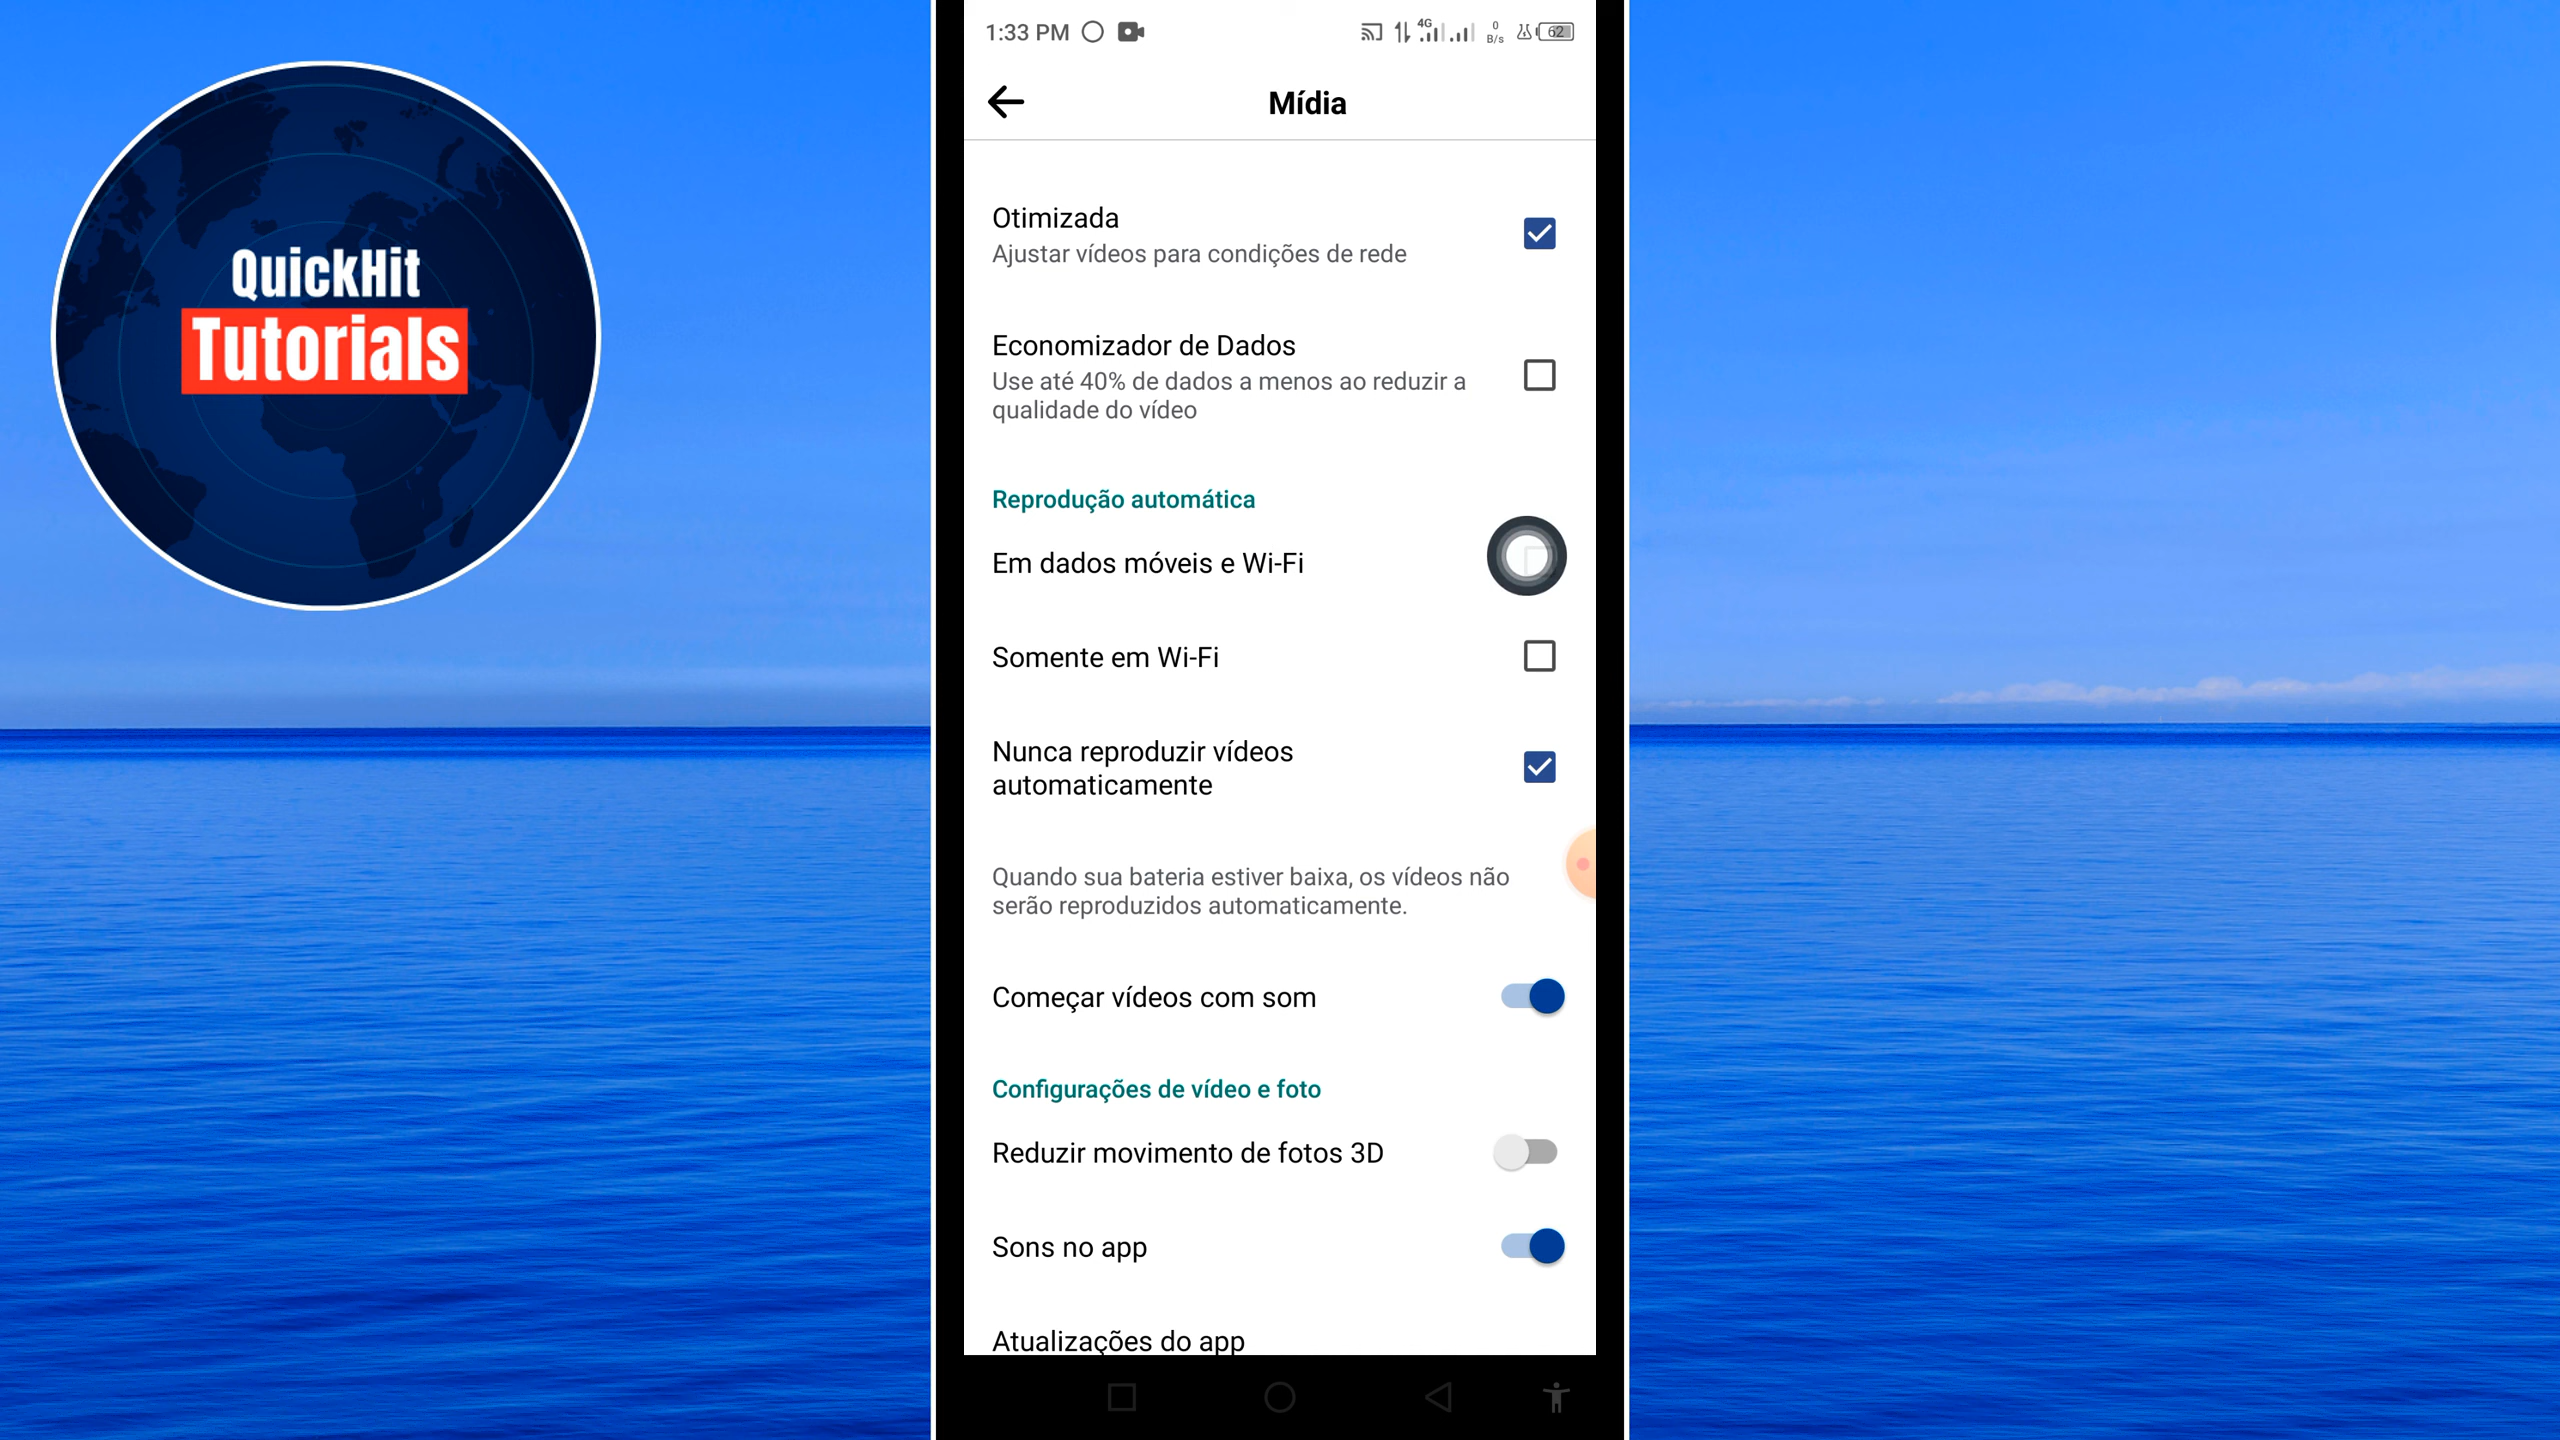 QuickHit
Tutorials
1:33 PM
4G
0
B/s
62
Mídia
Otimizada
Ajustar vídeos para condições de rede
Economizador de Dados
Use até 40% de dados a menos ao reduzir a
qualidade do vídeo
Reprodução automática
Em dados móveis e Wi-Fi
Somente em Wi-Fi
Nunca reproduzir vídeos
automaticamente
Quando sua bateria estiver baixa, os vídeos não
serão reproduzidos automaticamente.
Começar vídeos com som
Configurações de vídeo e foto
Reduzir movimento de fotos 3D
Sons no app
Atualizações do app